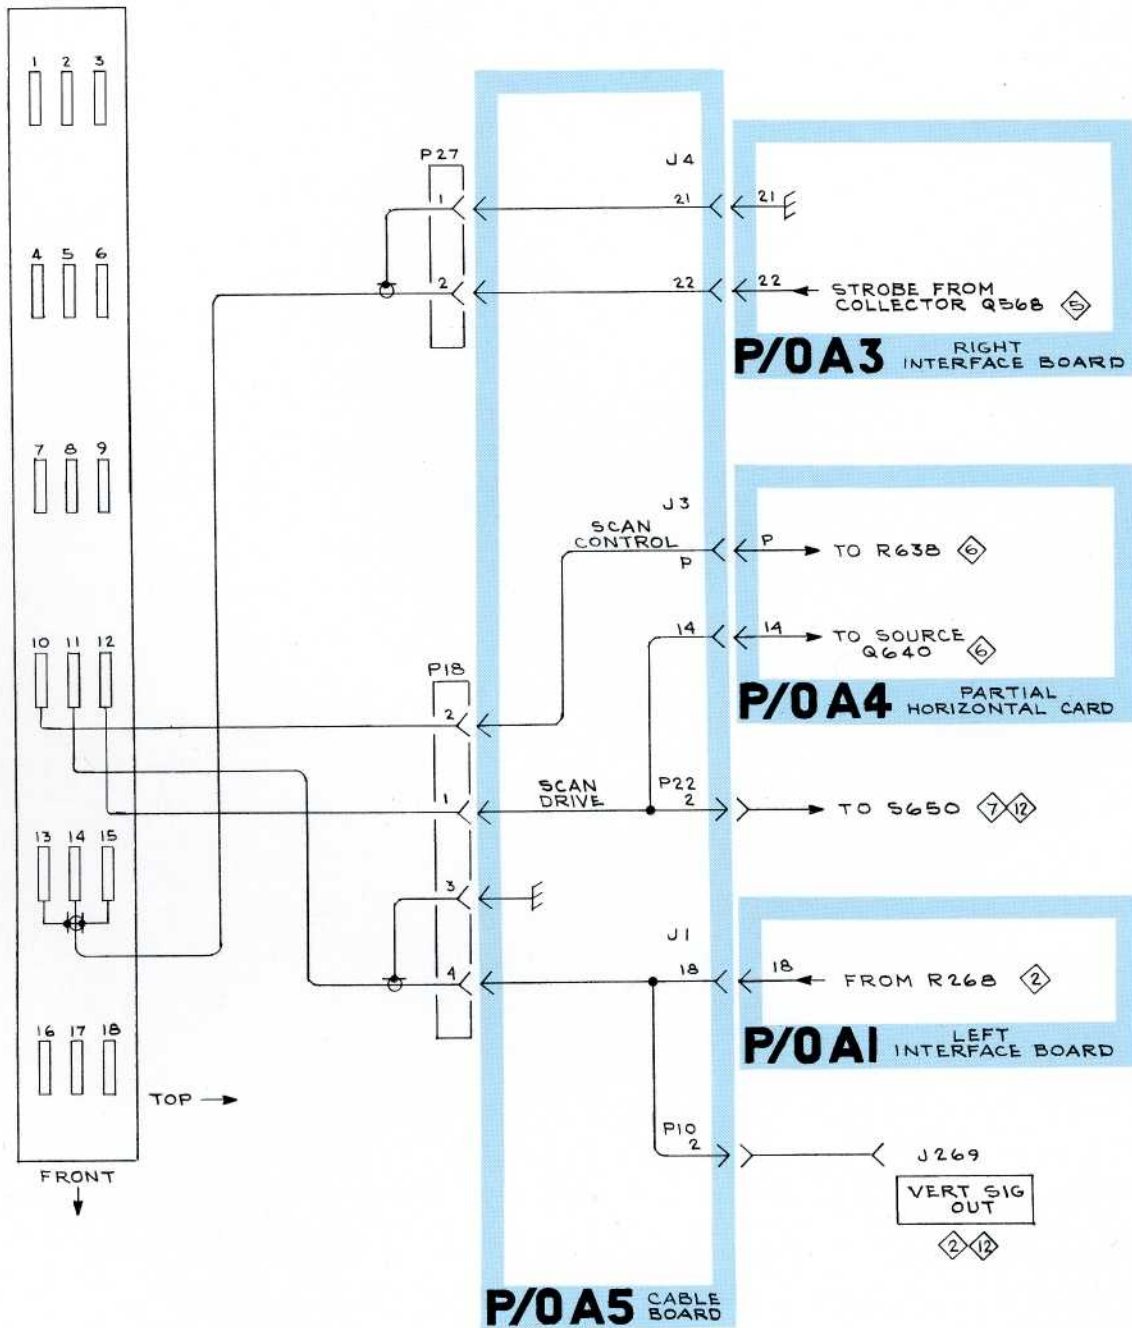 1 2 3
P27
J4
1
21
21
4 5 6
2
22
22
STROBE FROM
COLLECTOR Q568 5
P/O A3 RIGHT
INTERFACE BOARD
7 8 9
J3
SCAN
CONTROL
P
P
TO R638 6
10 11 12
14
14
TO SOURCE
Q640 6
P18
2
P/O A4 PARTIAL
HORIZONTAL CARD
1
SCAN
DRIVE
P22
2
TO S650 7 12
13 14 15
3
J1
4
18
18
FROM R268 2
P/O A1 LEFT
INTERFACE BOARD
16 17 18
TOP
P10
2
J269
FRONT
VERT SIG
OUT
2 12
P/O A5 CABLE
BOARD